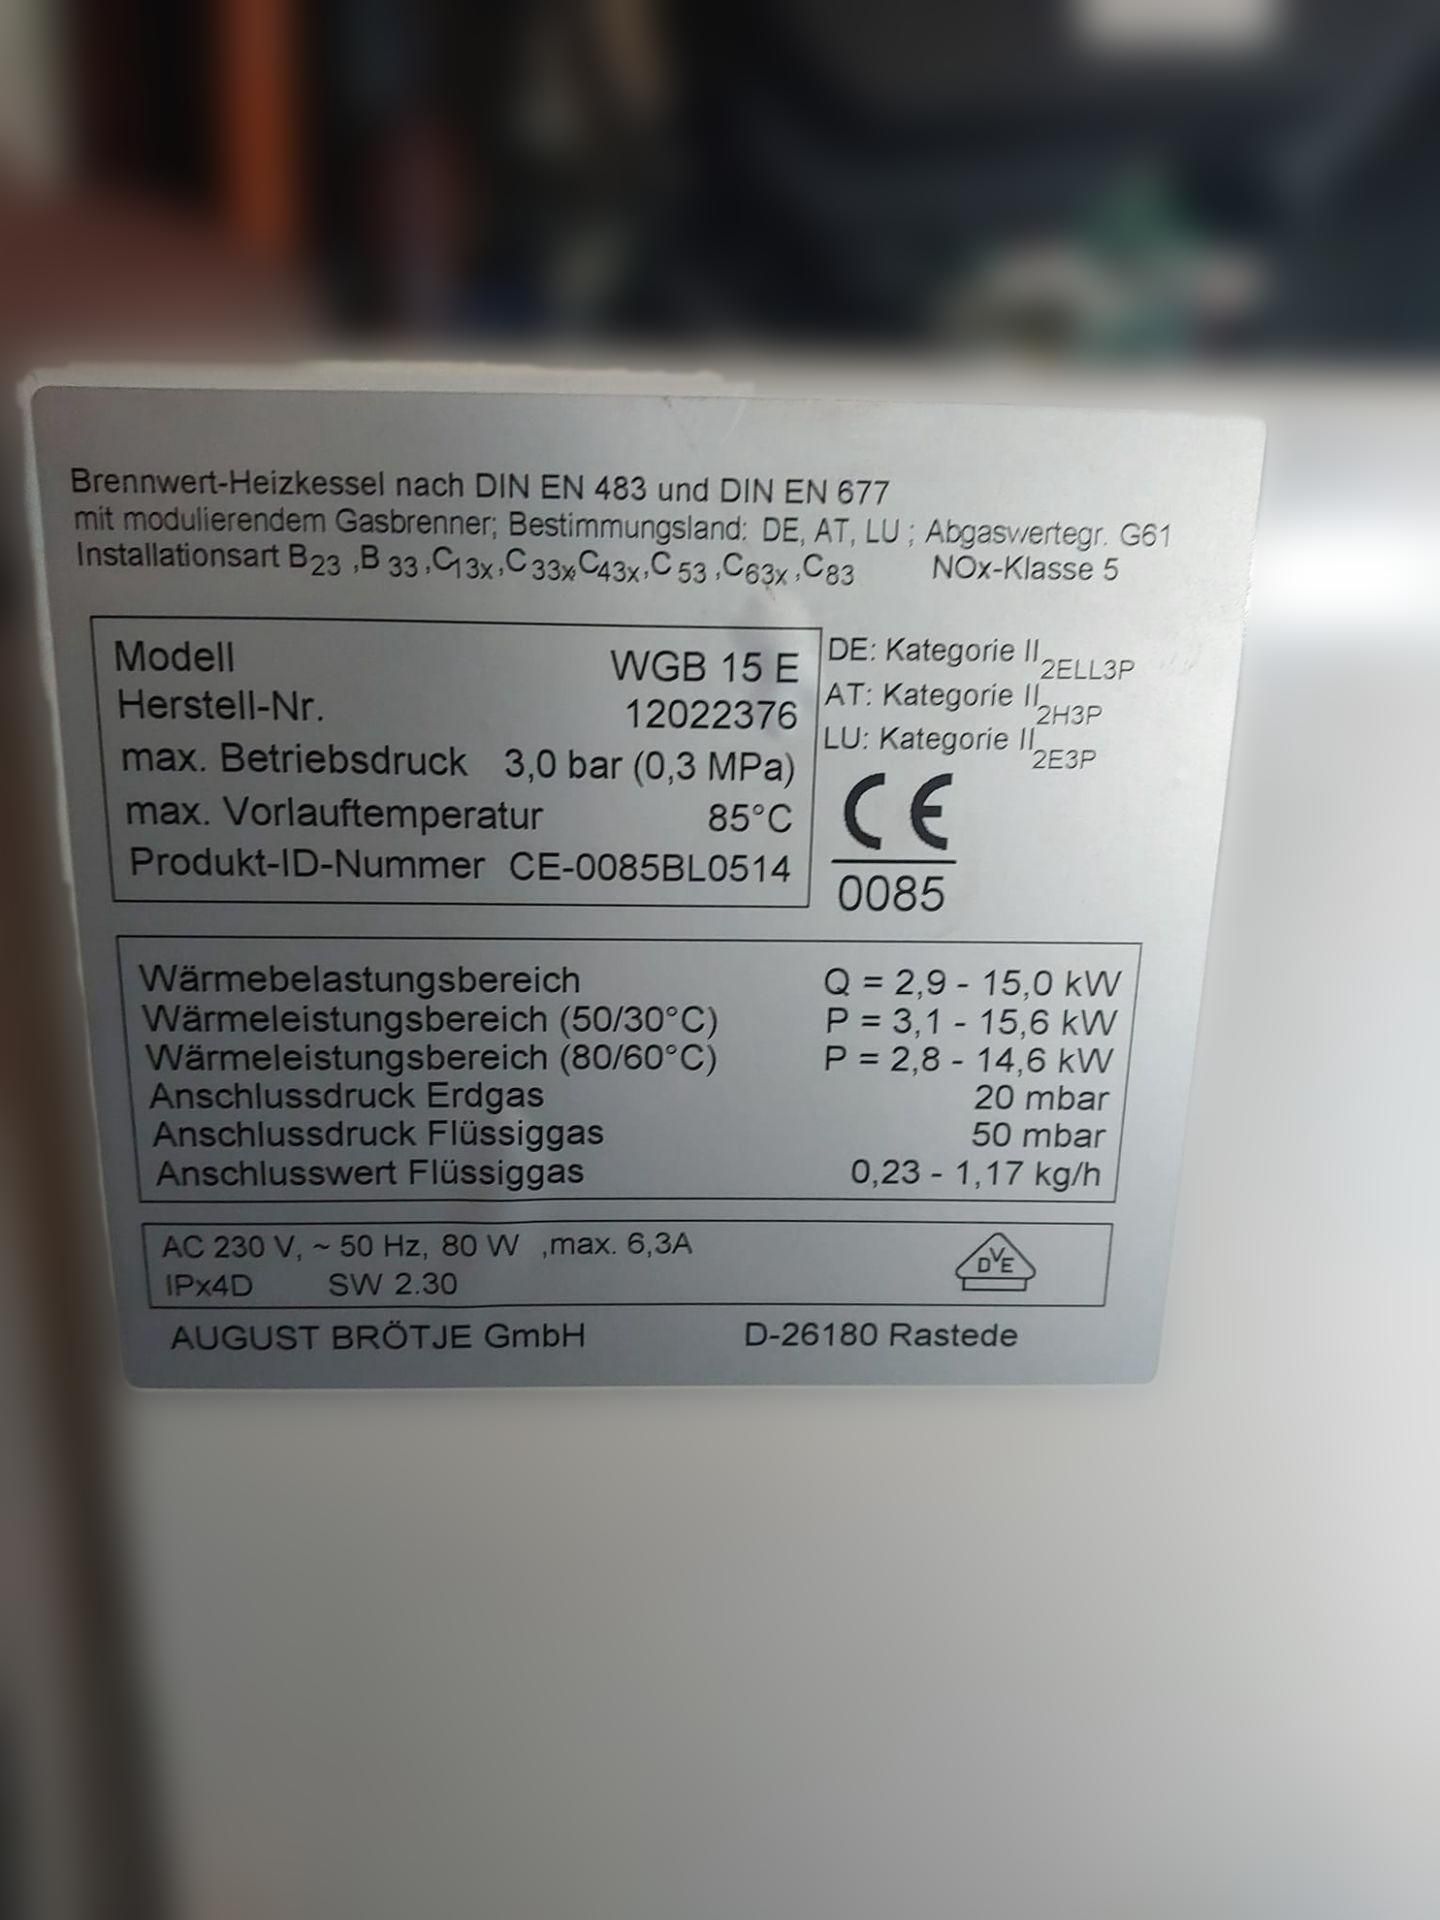 Brennwert-Heizkessel nach DIN EN 483 und DIN EN 677
mit modulierendem Gasbrenner; Bestimmungsland: DE, AT, LU ; Abgaswertegr. G61
Installationsart B23 ,B 33 ,C13x ,C 33x,C43x,C 53 ,C63x ,C83 NOx-Klasse 5
Modell WGB 15 E
Herstell-Nr. 12022376
max. Betriebsdruck 3,0 bar (0,3 MPa)
max. Vorlauftemperatur 85°C
Produkt-ID-Nummer CE-0085BL0514
DE: Kategorie II2ELL3P
AT: Kategorie II2H3P
LU: Kategorie II2E3P
CE
0085
Wärmebelastungsbereich Q = 2,9 - 15,0 kW
Wärmeleistungsbereich (50/30°C) P = 3,1 - 15,6 kW
Wärmeleistungsbereich (80/60°C) P = 2,8 - 14,6 kW
Anschlussdruck Erdgas 20 mbar
Anschlussdruck Flüssiggas 50 mbar
Anschlusswert Flüssiggas 0,23 - 1,17 kg/h
AC 230 V, ~ 50 Hz, 80 W ,max. 6,3A
IPx4D SW 2.30
DVE
AUGUST BRÖTJE GmbH D-26180 Rastede